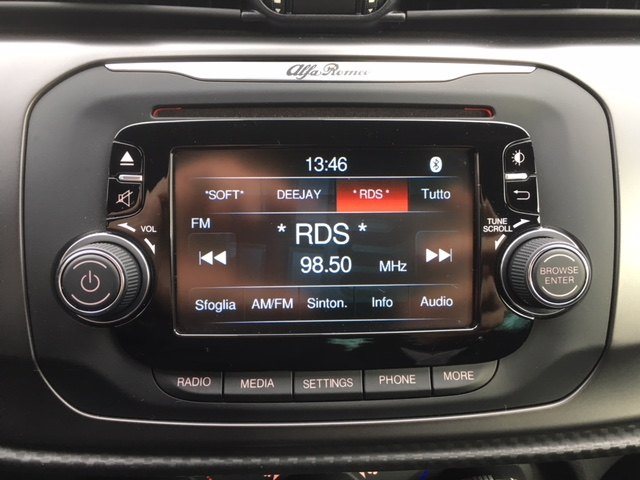 Alfa Romeo
13:46
*SOFT* DEEJAY * RDS * Tutto
FM
* RDS *
98.50 MHz
Sfoglia AM/FM Sinton. Info Audio
VOL
TUNE
SCROLL
BROWSE
ENTER
RADIO MEDIA SETTINGS PHONE MORE